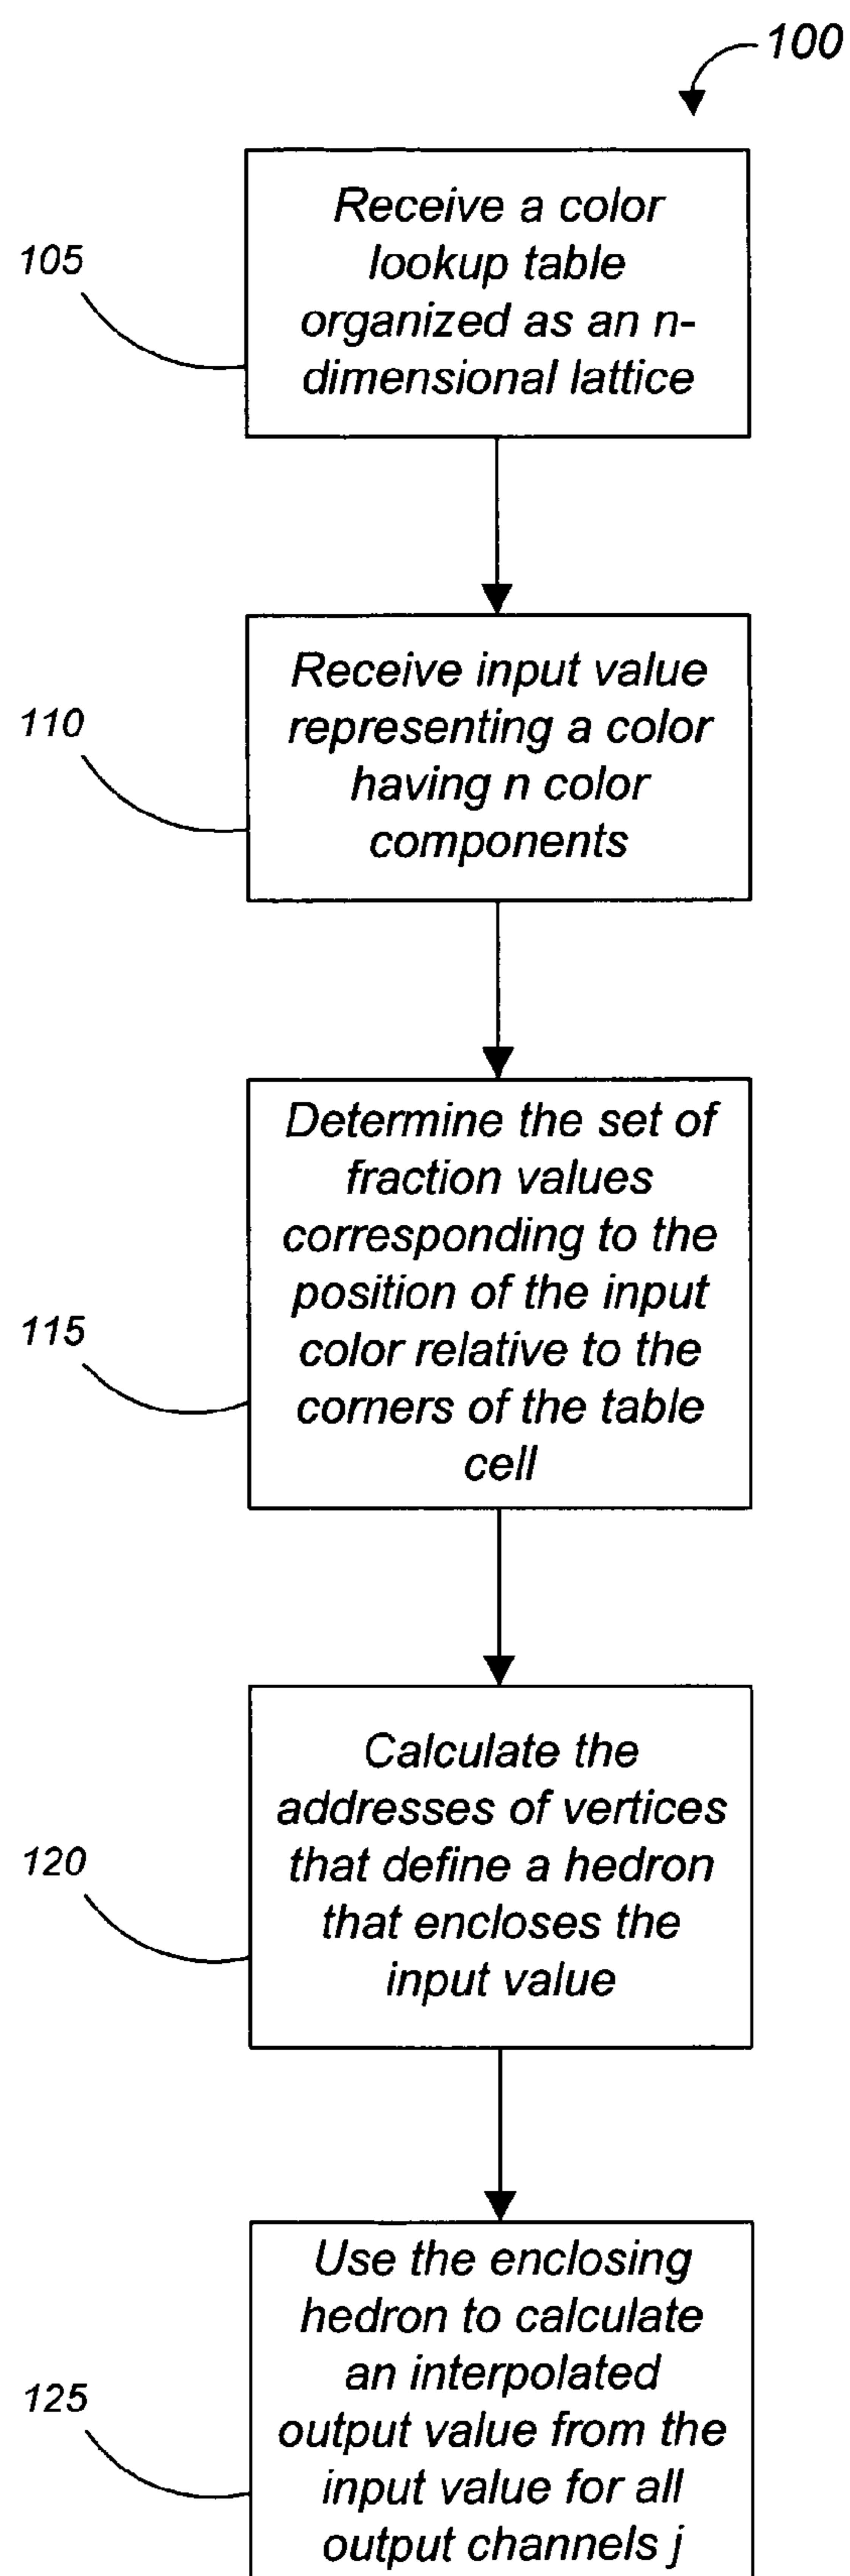 100
105
Receive a color
lookup table
organized as an n-
dimensional lattice
110
Receive input value
representing a color
having n color
components
115
Determine the set of
fraction values
corresponding to the
position of the input
color relative to the
corners of the table
cell
120
Calculate the
addresses of vertices
that define a hedron
that encloses the
input value
125
Use the enclosing
hedron to calculate
an interpolated
output value from the
input value for all
output channels j